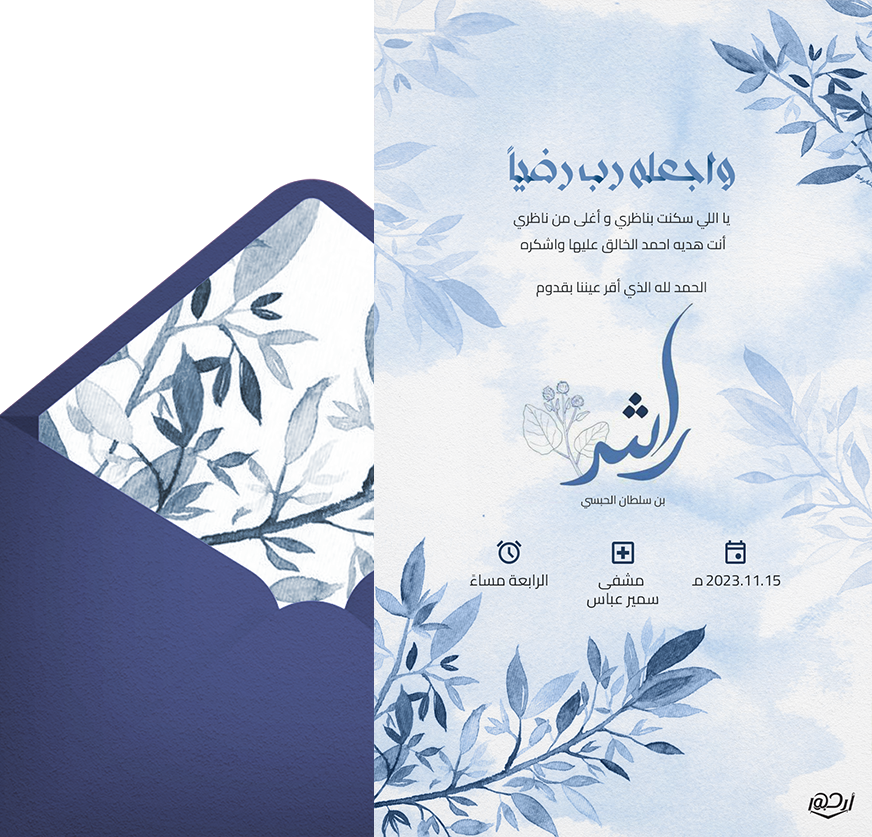 واجعله رب رضياً
يا اللي سكنت بناظري و أغلى من ناظري
أنت هديه احمد الخالق عليها واشكره
الحمد لله الذي أقر عيننا بقدوم
راشد
بن سلطان الحبسي
2023.11.15 مـ
مشفى
سمير عباس
الرابعة مساءً